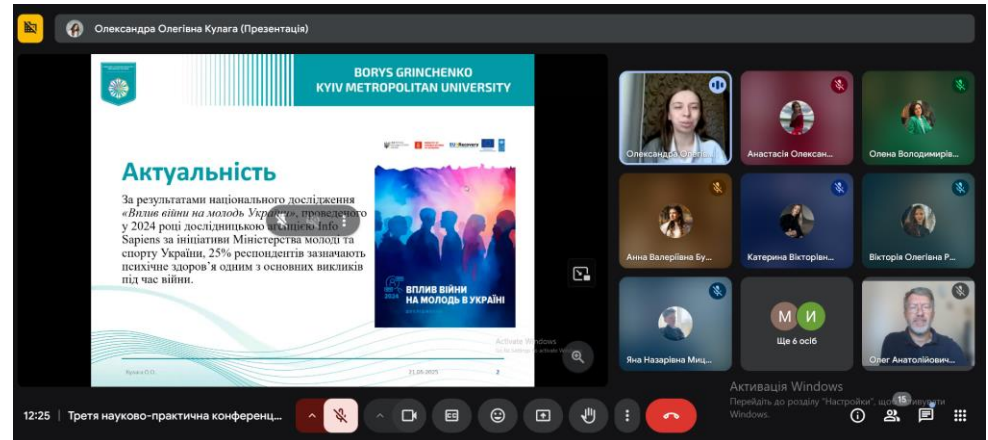 Олександра Олегівна Кулага (Презентація)
BORYS GRINCHENKO
KYIV METROPOLITAN UNIVERSITY
Актуальність
За результатами національного дослідження
«Вплив війни на молодь України», проведеного
у 2024 році дослідницькою агенцією Info
Sapiens за ініціативи Міністерства молоді та
спорту України, 25% респондентів зазначають
психічне здоров’я одним з основних викликів
під час війни.
2024
ВПЛИВ ВІЙНИ
НА МОЛОДЬ В УКРАЇНІ
Activate Windows
Кулага О.О.
21.05.2025
2
Олександра Олегів...
Анастасія Олексан...
Олена Володимирів...
Анна Валеріївна Бу...
Катерина Вікторівн...
Вікторія Олегівна Р...
Яна Назарівна Миц...
М И
Ще 6 осіб
Олег Анатолійович...
Активація Windows
Перейдіть до розділу "Настройки", щоб
Windows.
15
12:25 | Третя науково-практична конференц...